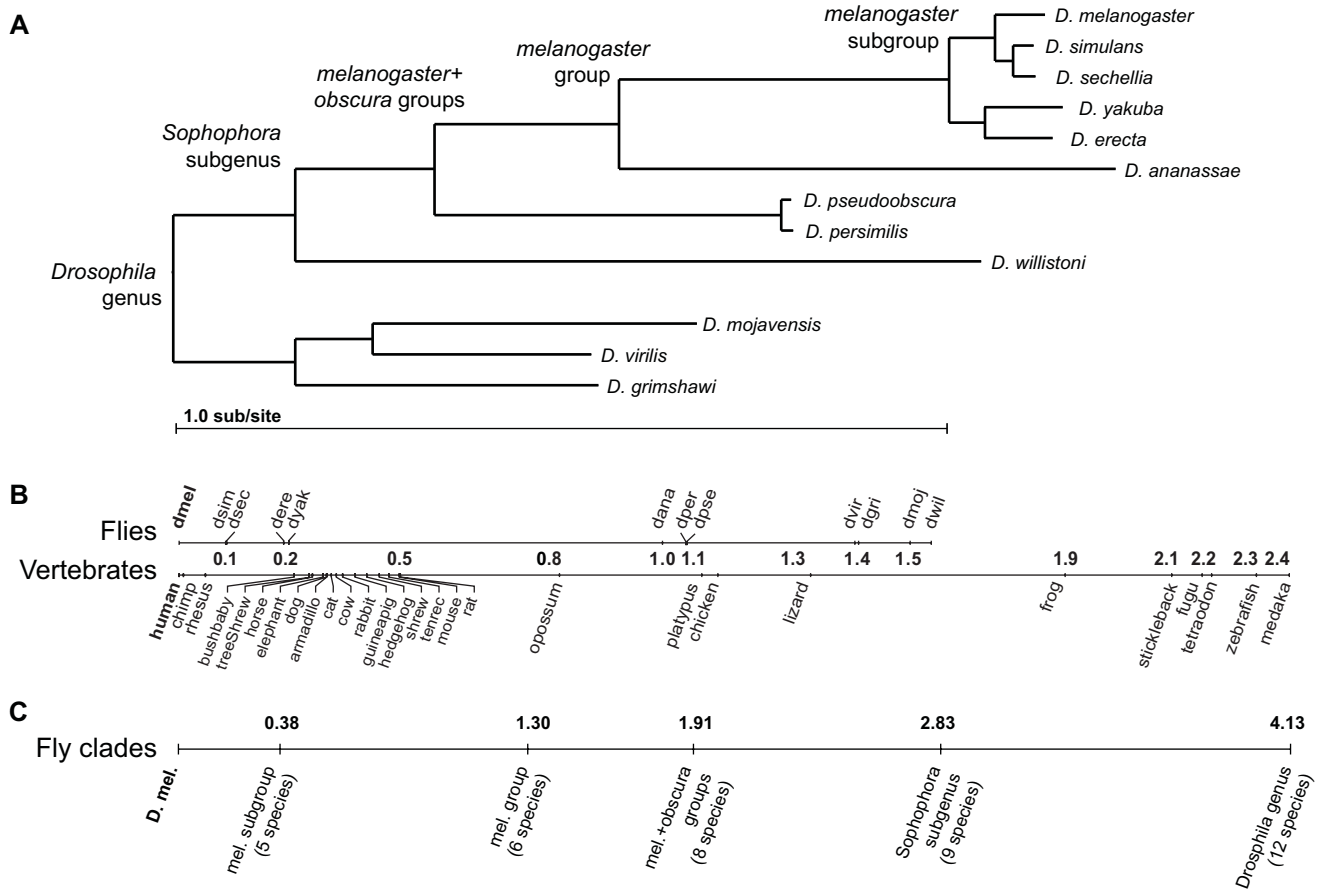 A
melanogaster
subgroup
melanogaster
group
melanogaster+
obscura groups
Sophophora
subgenus
Drosophila
genus
D. melanogaster
D. simulans
D. sechellia
D. yakuba
D. erecta
D. ananassae
D. pseudoobscura
D. persimilis
D. willistoni
D. mojavensis
D. virilis
D. grimshawi
1.0 sub/site
B
Flies
dmel
dsim
dsec
dere
dyak
dana
dper
dpse
dvir
dgri
dmoj
dwil
Vertebrates
0.1
0.2
0.5
0.8
1.0
1.1
1.3
1.4
1.5
1.9
2.1
2.2
2.3
2.4
human
chimp
rhesus
bushbaby
treeShrew
horse
elephant
dog
armadillo
cat
cow
rabbit
guineapig
hedgehog
shrew
tenrec
mouse
rat
opossum
platypus
chicken
lizard
frog
stickleback
fugu
tetraodon
zebrafish
medaka
C
Fly clades
0.38
1.30
1.91
2.83
4.13
D. mel.
mel. subgroup
(5 species)
mel. group
(6 species)
mel.+obscura
groups
(8 species)
Sophophora
subgenus
(9 species)
Drosphila genus
(12 species)